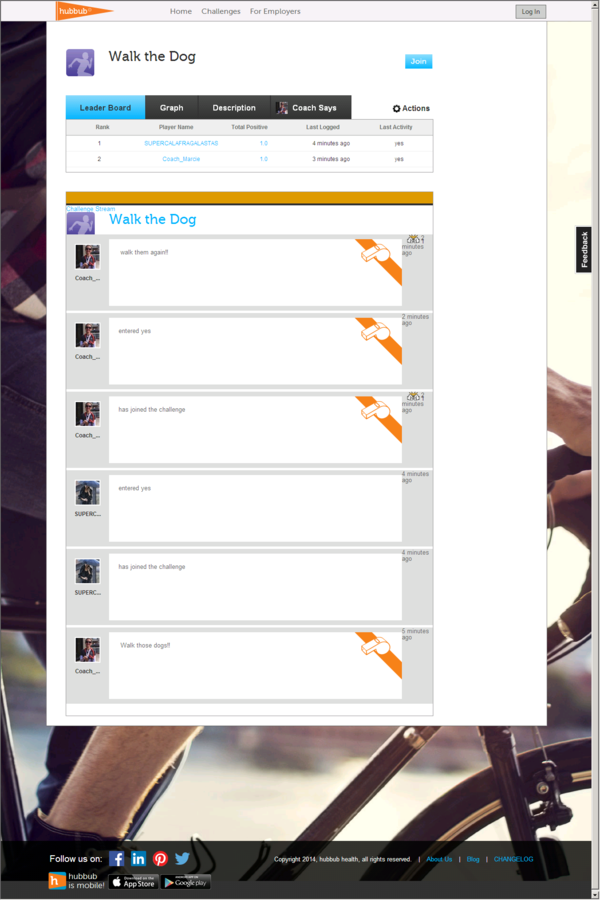 hubbub
Home Challenges For Employers
Log In
Walk the Dog
Join
Leader Board Graph Description Coach Says
Actions
Rank Player Name Total Positive Last Logged Last Activity
1 SUPERCALAFRAGALASTAS 1.0 4 minutes ago yes
2 Coach_Marcie 1.0 3 minutes ago yes
Challenge Stream
Walk the Dog
Feedback
walk them again!!
2
minutes
ago
Coach_...
entered yes
2 minutes
ago
Coach_...
has joined the challenge
minutes
ago
Coach_...
entered yes
4 minutes
ago
SUPERC...
has joined the challenge
4 minutes
ago
SUPERC...
Walk those dogs!!
5 minutes
ago
Coach_...
Follow us on:
Copyright 2014, hubbub health, all rights reserved. | About Us | Blog | CHANGELOG
hubbub
is mobile!
App Store
Google play